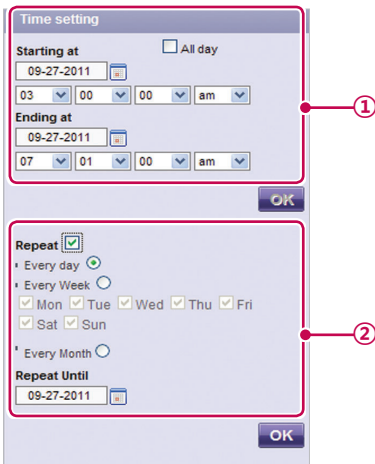 Time setting
Starting at All day
09-27-2011
03 00 00 am
Ending at
09-27-2011
07 01 00 am
①
OK
Repeat
Every day
Every Week
Mon Tue Wed Thu Fri
Sat Sun
Every Month
②
Repeat Until
09-27-2011
OK